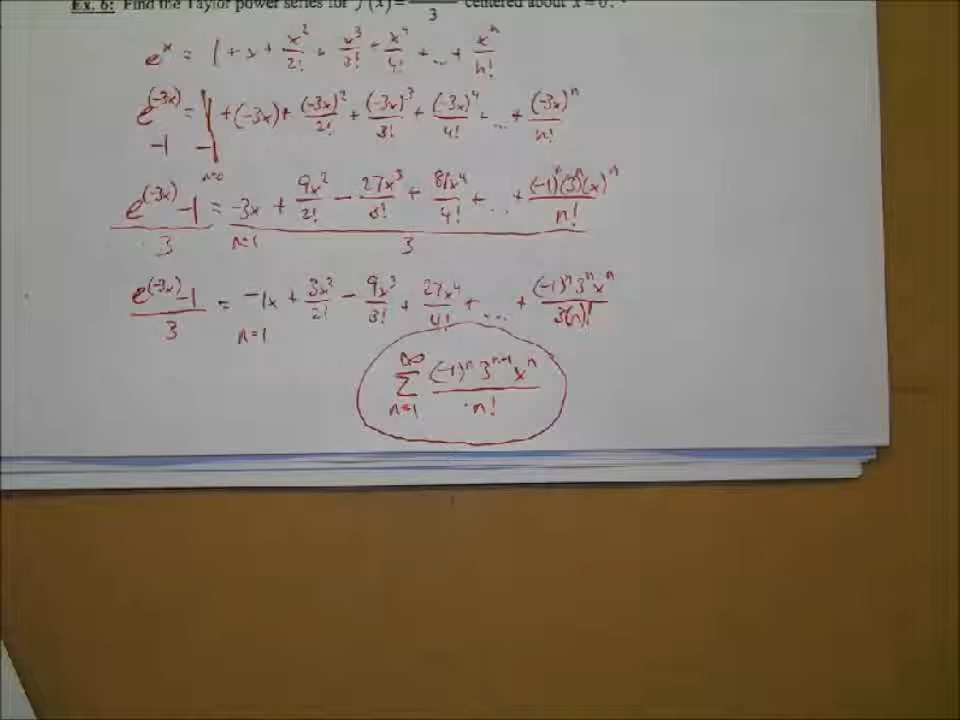 Ex. 6: Find the Taylor power series for f(x) = 3 centered about x = 0.
e^x = 1 + x + x^2/2! + x^3/3! + x^4/4! + ... + x^n/n!
e^(-3x) = 1 + (-3x) + (-3x)^2/2! + (-3x)^3/3! + (-3x)^4/4! + ... + (-3x)^n/n!
-1 -1
n=0
(e^(-3x) - 1)/3 = (-3x + 9x^2/2! - 27x^3/3! + 81x^4/4! + ... + (-1)^n(3)^n(x)^n/n!)/3
n=1
(e^(-3x) - 1)/3 = -1x + 3x^2/2! - 9x^3/3! + 27x^4/4! + ... + (-1)^n 3^n x^n/3(n)!
n=1
∞ Σ n=1 (-1)^n 3^(n-1) x^n/n!